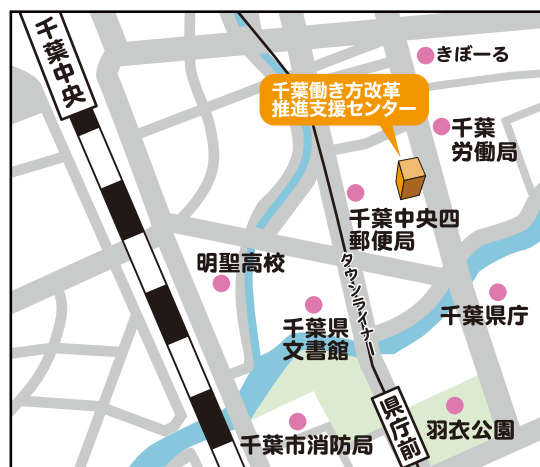 千葉中央
きぼーる
千葉働き方改革
推進支援センター
千葉
労働局
千葉中央四
郵便局
明聖高校
タウンライナー
千葉県
文書館
千葉県庁
県庁前
羽衣公園
千葉市消防局